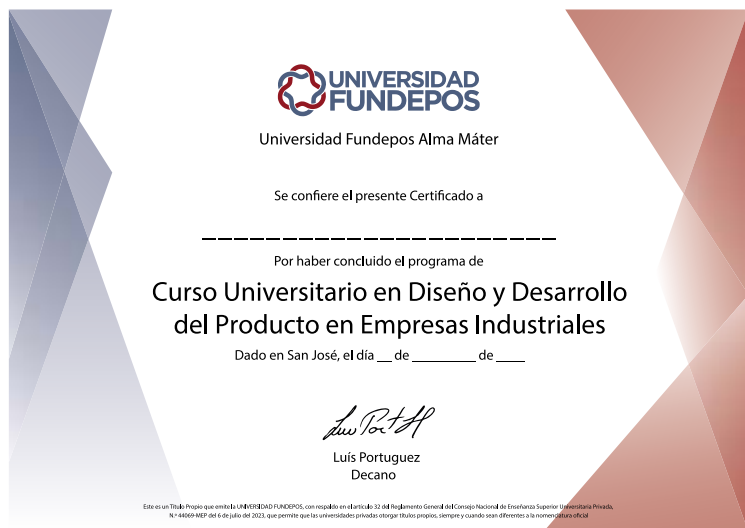 UNIVERSIDAD
FUNDEPOS
Universidad Fundepos Alma Máter
Se confiere el presente Certificado a
Por haber concluido el programa de
Curso Universitario en Diseño y Desarrollo
del Producto en Empresas Industriales
Dado en San José, el día __ de _________ de ____
Luís Portuguez
Decano
Este es un Título Propio que emite la UNIVERSIDAD FUNDEPOS, con respaldo en el artículo 32 del Reglamento General del Consejo Nacional de Enseñanza Superior Universitaria Privada,
N.º 44069-MEP del 6 de julio del 2023, que permite que las universidades privadas otorgar títulos propios, siempre y cuando sean diferentes a la nomenclatura oficial